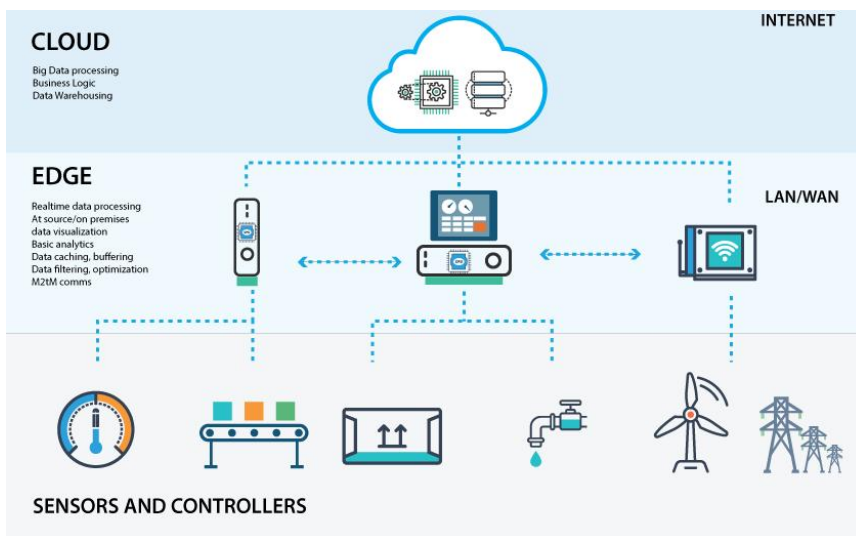 INTERNET
CLOUD
Big Data processing
Business Logic
Data Warehousing
EDGE
LAN/WAN
Realtime data processing
At source/on premises
data visualization
Basic analytics
Data caching, buffering
Data filtering, optimization
M2tM comms
SENSORS AND CONTROLLERS